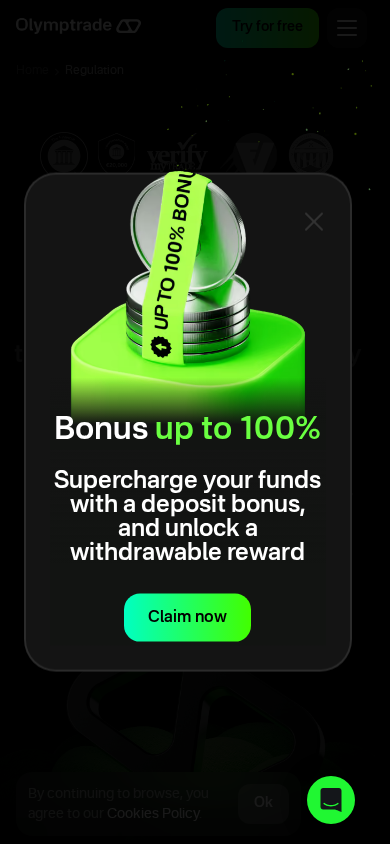 Olymptrade
Try for free
Home
Regulation
verify
UP TO 100% BONU
Bonus up to 100%
Supercharge your funds
with a deposit bonus,
and unlock a
withdrawable reward
Claim now
By continuing to browse, you
agree to our Cookies Policy
Ok